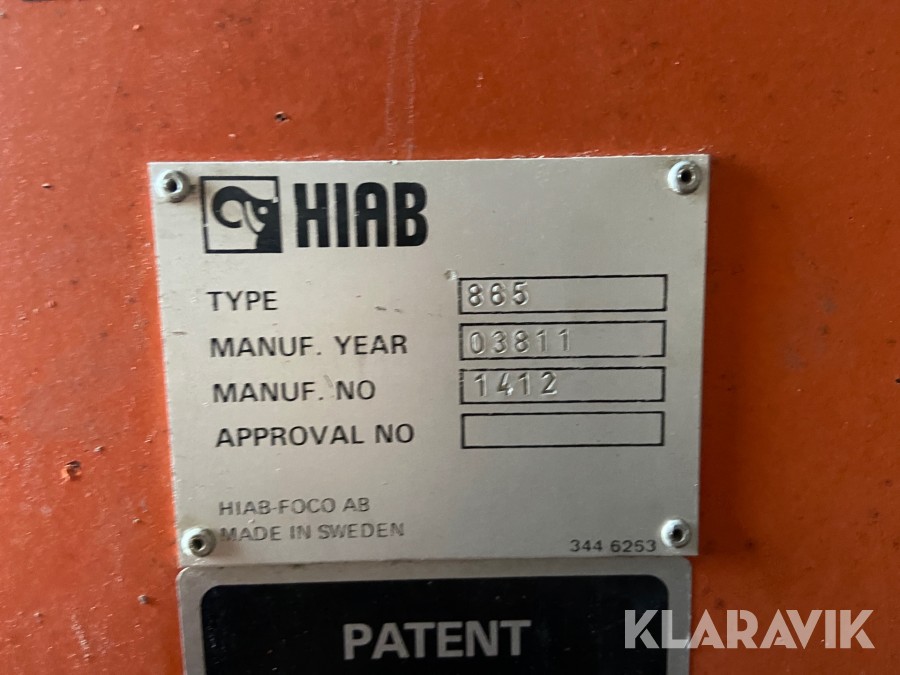 HIAB
TYPE 865
MANUF. YEAR 03811
MANUF. NO 1412
APPROVAL NO
HIAB-FOCO AB
MADE IN SWEDEN
344 6253
PATENT
KLARAVIK